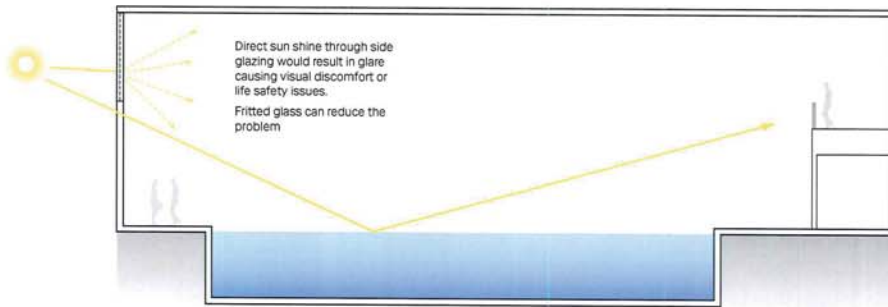 Direct sun shine through side
glazing would result in glare
causing visual discomfort or
life safety issues.
Fritted glass can reduce the
problem